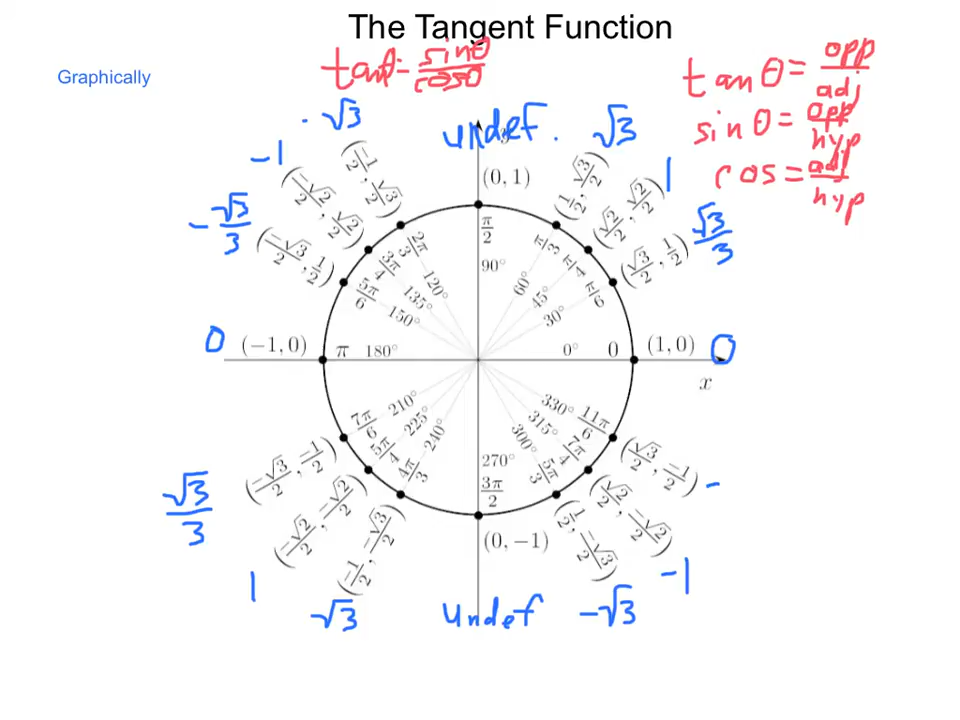 The Tangent Function
Graphically
tanθ = sinθ/cosθ
tan θ = opp/adj
sin θ = opp/hyp
cos = adj/hyp
undef.
y
(0, 1)
π/2
90°
√3
(1/2, √3/2)
π/3
60°
1
(√2/2, √2/2)
π/4
45°
√3/3
(√3/2, 1/2)
π/6
30°
· √3
(-1/2, √3/2)
2π/3
120°
-1
(-√2/2, √2/2)
3π/4
135°
-√3/3
(-√3/2, 1/2)
5π/6
150°
0 (−1, 0) π 180° 0° 0 (1, 0) 0
x
√3/3
(-√3/2, -1/2)
7π/6
210°
1
(-√2/2, -√2/2)
5π/4
225°
√3
(-1/2, -√3/2)
4π/3
240°
270°
3π/2
(0, −1)
undef
-√3
(1/2, -√3/2)
5π/3
300°
-1
(√2/2, -√2/2)
7π/4
315°
-
(√3/2, -1/2)
11π/6
330°